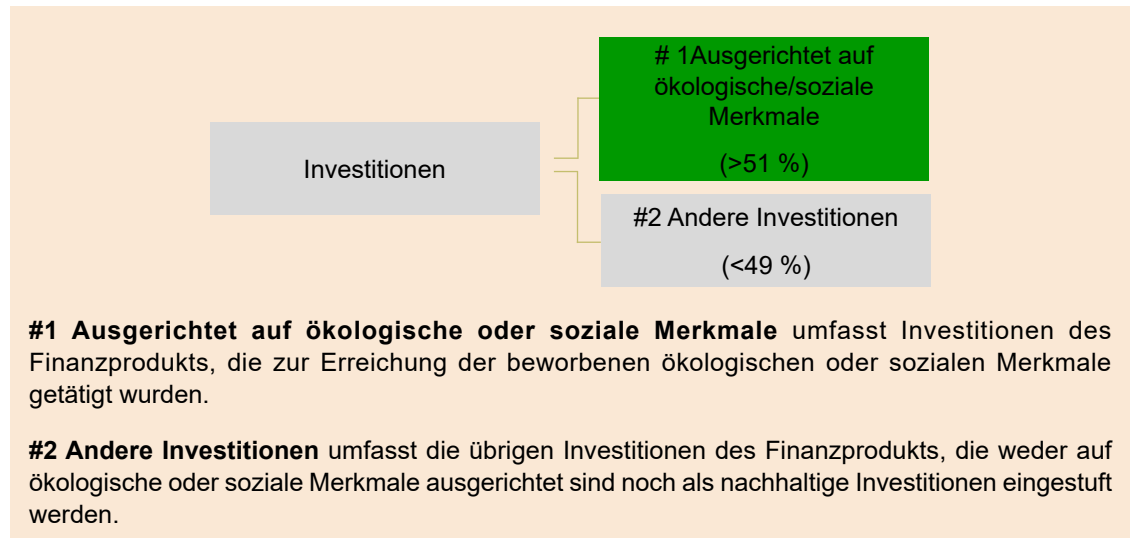 # 1Ausgerichtet auf
ökologische/soziale
Merkmale
(>51 %)
Investitionen
#2 Andere Investitionen
(<49 %)
#1 Ausgerichtet auf ökologische oder soziale Merkmale umfasst Investitionen des
Finanzprodukts, die zur Erreichung der beworbenen ökologischen oder sozialen Merkmale
getätigt wurden.
#2 Andere Investitionen umfasst die übrigen Investitionen des Finanzprodukts, die weder auf
ökologische oder soziale Merkmale ausgerichtet sind noch als nachhaltige Investitionen eingestuft
werden.